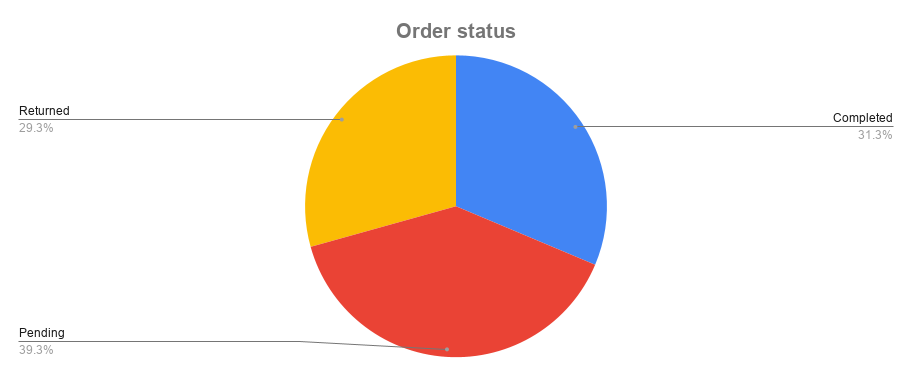 Order status
Returned
29.3%
Completed
31.3%
Pending
39.3%